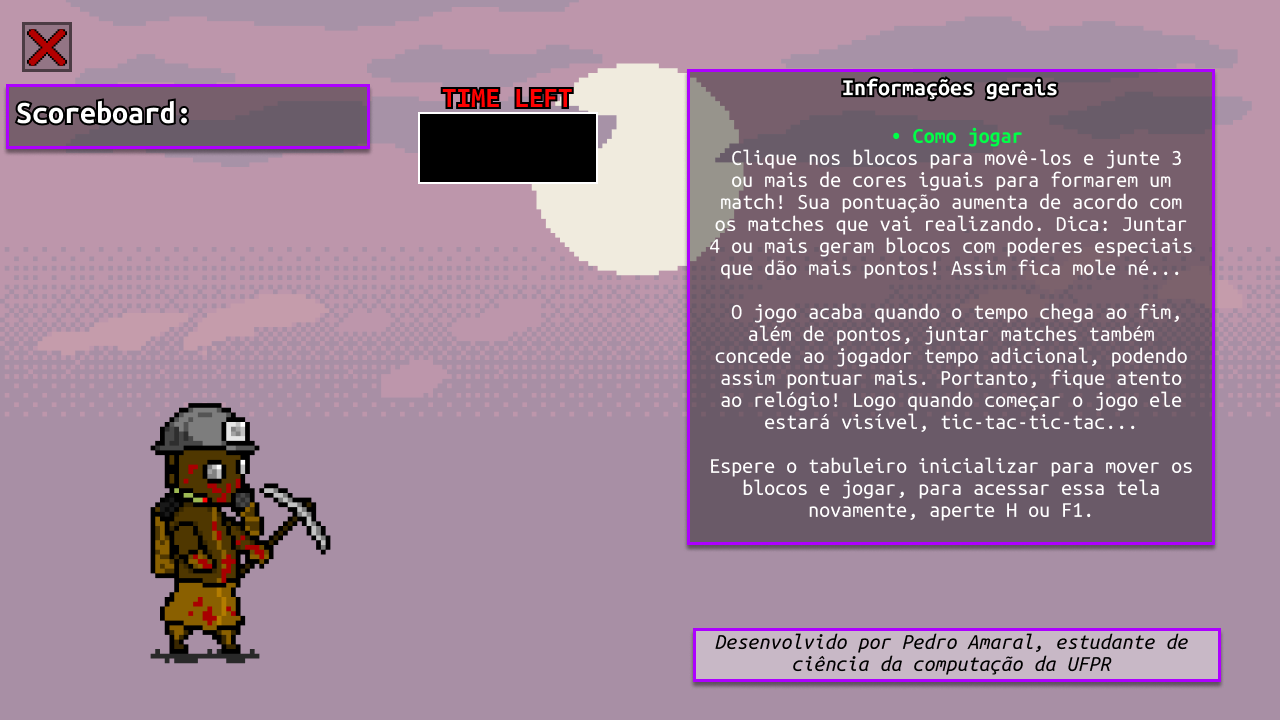 Scoreboard:
TIME LEFT
Informações gerais
• Como jogar
Clique nos blocos para movê-los e junte 3
ou mais de cores iguais para formarem um
match! Sua pontuação aumenta de acordo com
os matches que vai realizando. Dica: Juntar
4 ou mais geram blocos com poderes especiais
que dão mais pontos! Assim fica mole né...
O jogo acaba quando o tempo chega ao fim,
além de pontos, juntar matches também
concede ao jogador tempo adicional, podendo
assim pontuar mais. Portanto, fique atento
ao relógio! Logo quando começar o jogo ele
estará visível, tic-tac-tic-tac...
Espere o tabuleiro inicializar para mover os
blocos e jogar, para acessar essa tela
novamente, aperte H ou F1.
Desenvolvido por Pedro Amaral, estudante de
ciência da computação da UFPR